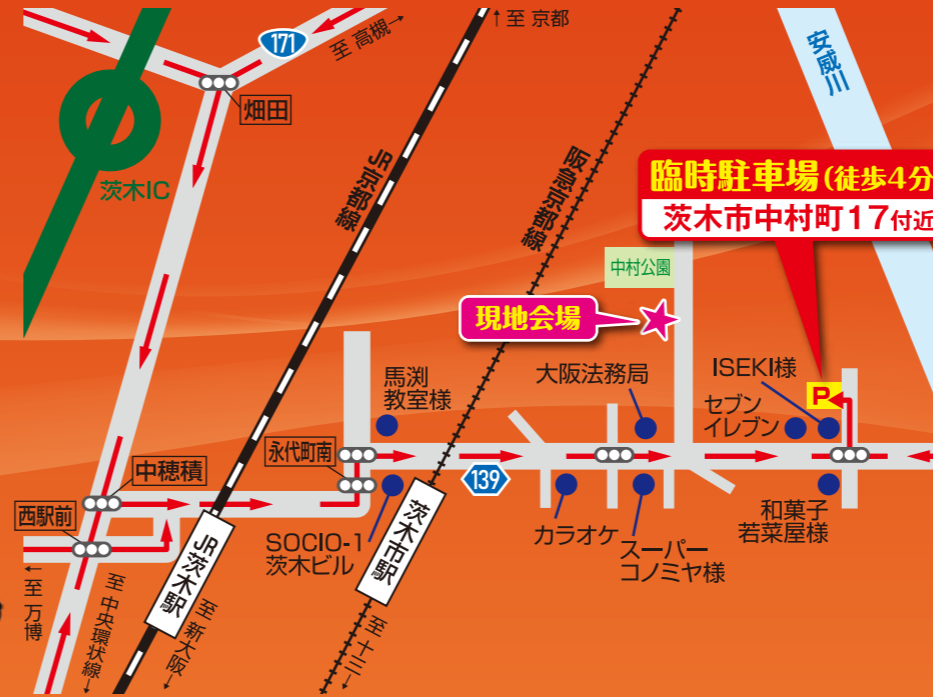 ↑至 京都
171
至 高槻→
畑田
安威川
茨木IC
JR京都線
阪急京都線
臨時駐車場(徒歩4分
茨木市中村町17付近
中村公園
現地会場
馬渕
教室様
大阪法務局
ISEKI様
セブン
イレブン
P
永代町南
139
中穂積
西駅前
SOCIO-1
茨木ビル
茨木市駅
JR茨木駅
カラオケ
スーパー
コノミヤ様
和菓子
若菜屋様
←至 万博
至 中央環状線→
至 新大阪→
至 十三→